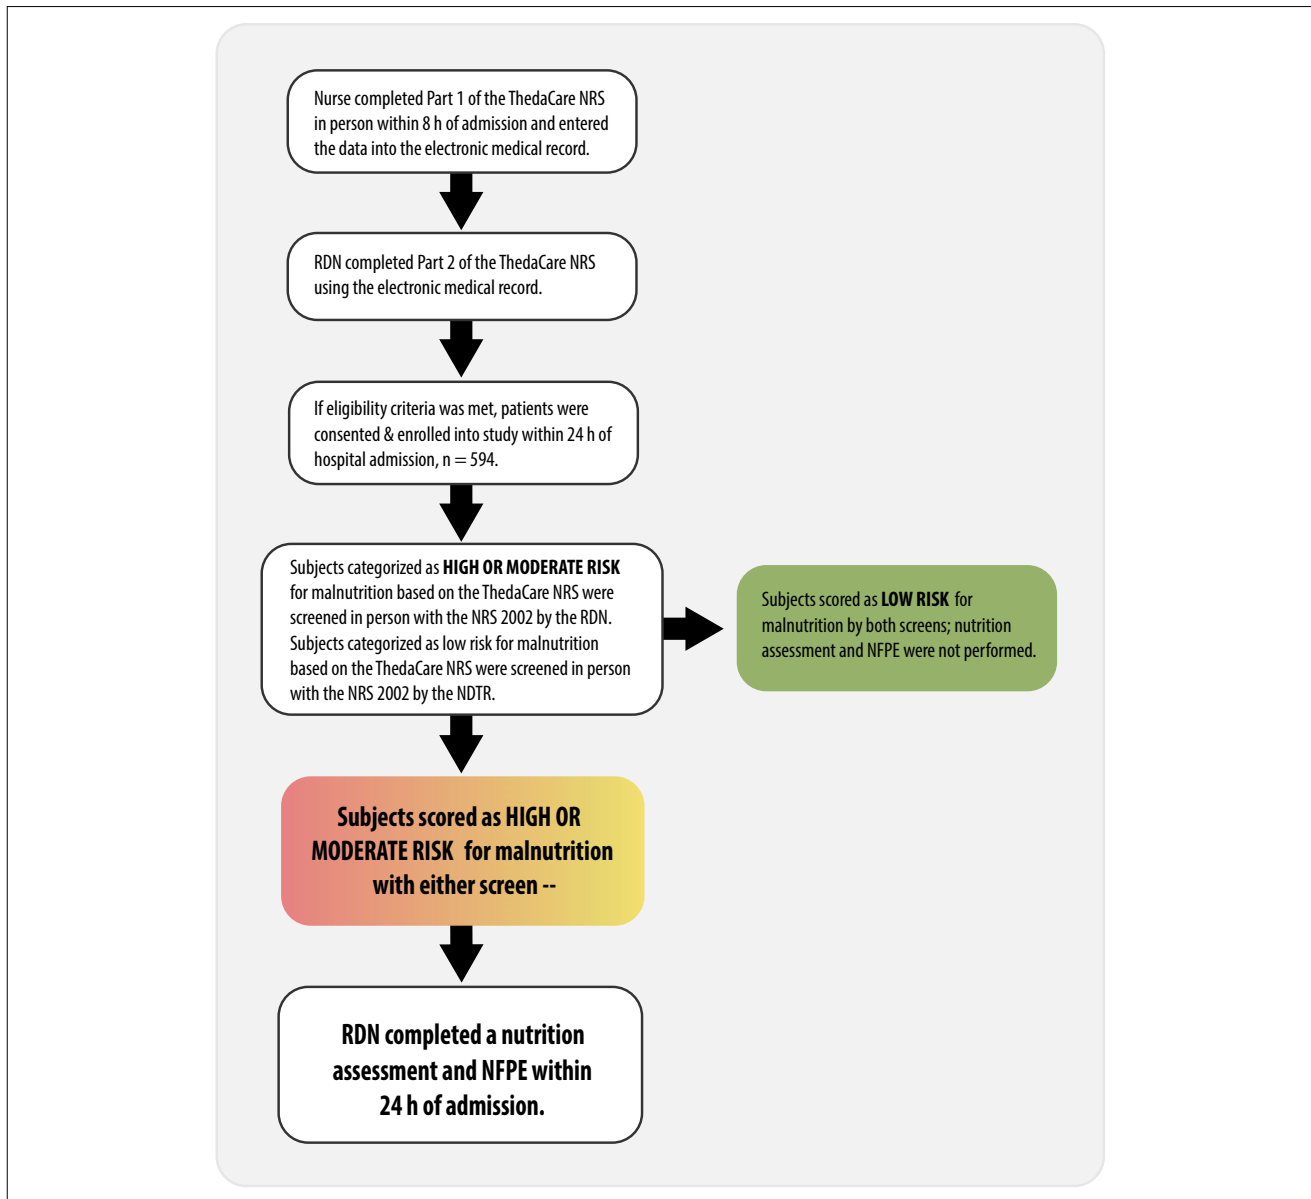 Nurse completed Part 1 of the ThedaCare NRS
in person within 8 h of admission and entered
the data into the electronic medical record.
RDN completed Part 2 of the ThedaCare NRS
using the electronic medical record.
If eligibility criteria was met, patients were
consented & enrolled into study within 24 h of
hospital admission, n = 594.
Subjects categorized as HIGH OR MODERATE RISK
for malnutrition based on the ThedaCare NRS were
screened in person with the NRS 2002 by the RDN.
Subjects categorized as low risk for malnutrition
based on the ThedaCare NRS were screened in person
with the NRS 2002 by the NDTR.
Subjects scored as LOW RISK for
malnutrition by both screens; nutrition
assessment and NFPE were not performed.
Subjects scored as HIGH OR
MODERATE RISK for malnutrition
with either screen --
RDN completed a nutrition
assessment and NFPE within
24 h of admission.